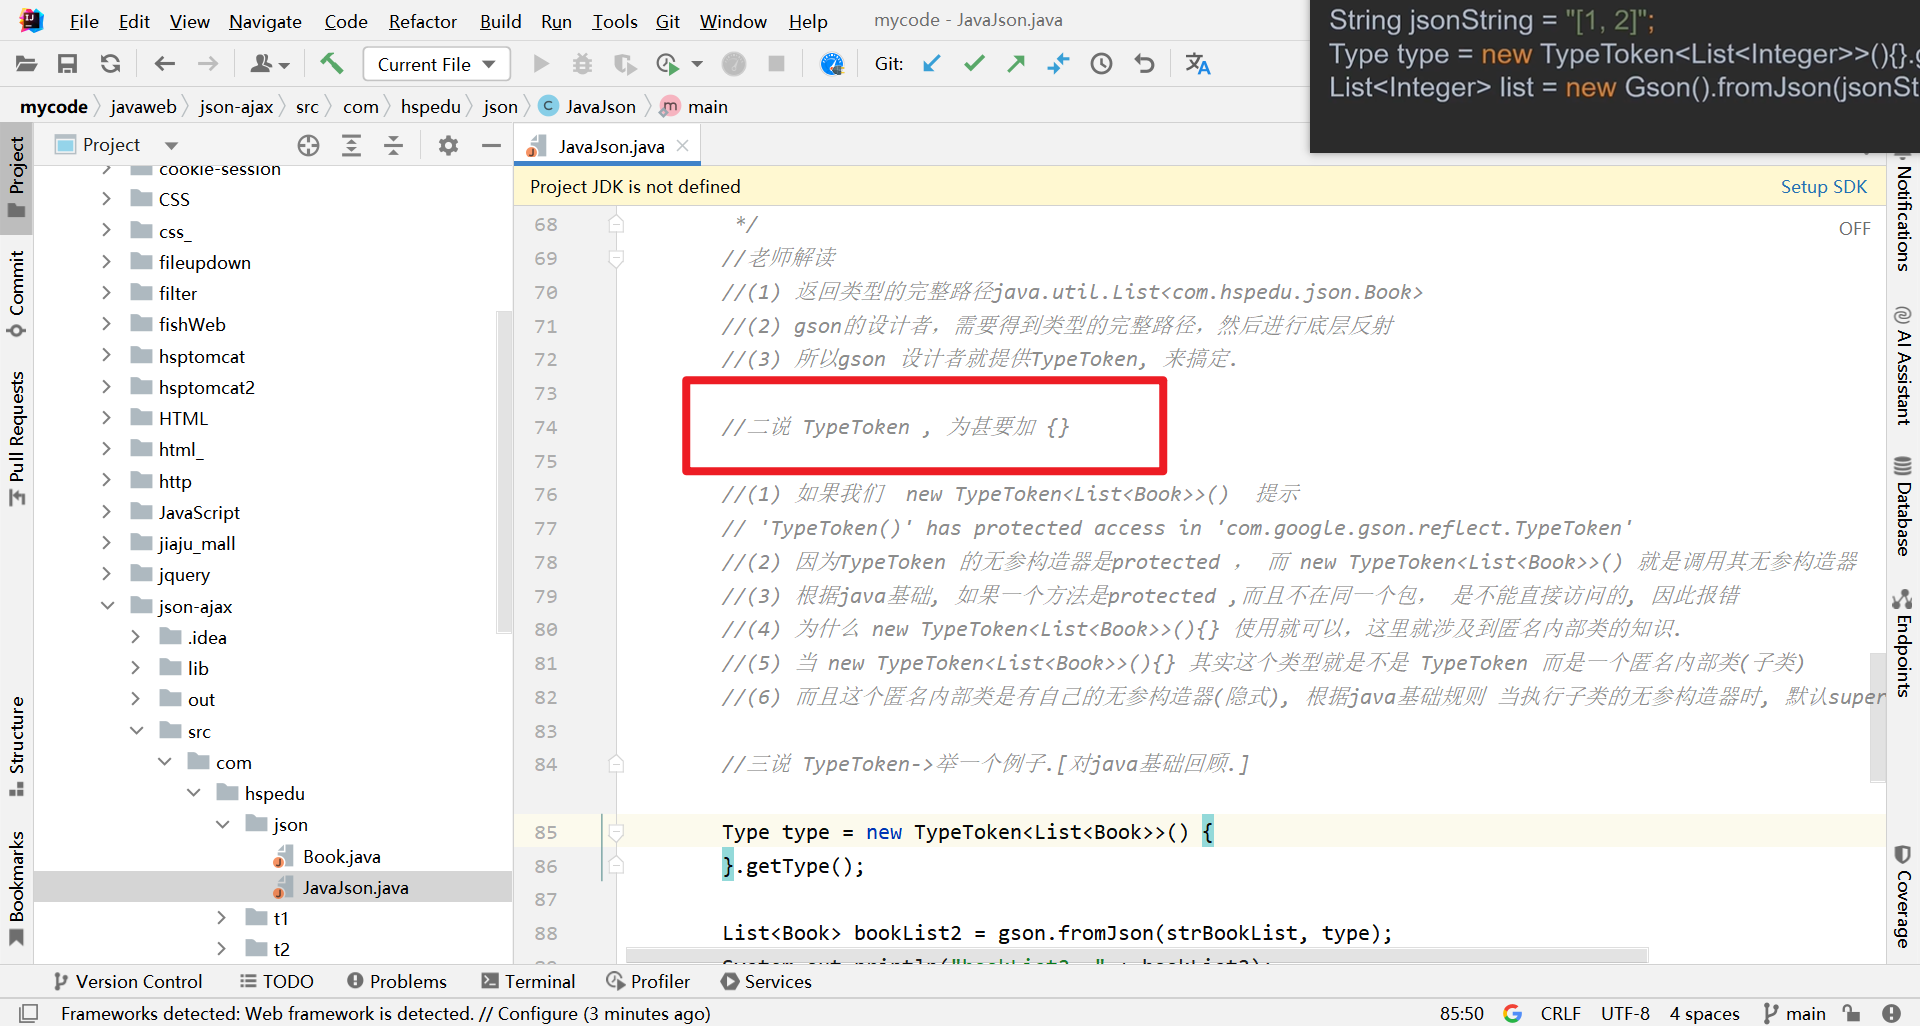 File Edit View Navigate Code Refactor Build Run Tools Git Window Help mycode - JavaJson.java
Current File Git:
String jsonString = "[1, 2]";
Type type = new TypeToken<List<Integer>>(){}.
List<Integer> list = new Gson().fromJson(jsonSt
mycode javaweb json-ajax src com hspedu json C JavaJson m main
Project
JavaJson.java
Project JDK is not defined Setup SDK
OFF
Project
Commit
Pull Requests
Structure
Bookmarks
cookie-session
CSS
css_
fileupdown
filter
fishWeb
hsptomcat
hsptomcat2
HTML
html_
http
JavaScript
jiaju_mall
jquery
json-ajax
.idea
lib
out
src
com
hspedu
json
Book.java
JavaJson.java
t1
t2
68 */
69 //老师解读
70 //(1) 返回类型的完整路径java.util.List<com.hspedu.json.Book>
71 //(2) gson的设计者，需要得到类型的完整路径，然后进行底层反射
72 //(3) 所以gson 设计者就提供TypeToken, 来搞定.
73
74 //二说 TypeToken , 为甚要加 {}
75
76 //(1) 如果我们 new TypeToken<List<Book>>() 提示
77 // 'TypeToken()' has protected access in 'com.google.gson.reflect.TypeToken'
78 //(2) 因为TypeToken 的无参构造器是protected ， 而 new TypeToken<List<Book>>() 就是调用其无参构造器
79 //(3) 根据java基础, 如果一个方法是protected ,而且不在同一个包， 是不能直接访问的, 因此报错
80 //(4) 为什么 new TypeToken<List<Book>>(){} 使用就可以，这里就涉及到匿名内部类的知识.
81 //(5) 当 new TypeToken<List<Book>>(){} 其实这个类型就是不是 TypeToken 而是一个匿名内部类(子类)
82 //(6) 而且这个匿名内部类是有自己的无参构造器(隐式), 根据java基础规则 当执行子类的无参构造器时, 默认super
83
84 //三说 TypeToken->举一个例子.[对java基础回顾.]
85 Type type = new TypeToken<List<Book>>() {
86 }.getType();
87
88 List<Book> bookList2 = gson.fromJson(strBookList, type);
Notifications
AI Assistant
Database
Endpoints
Coverage
Version Control TODO Problems Terminal Profiler Services
Frameworks detected: Web framework is detected. // Configure (3 minutes ago) 85:50 CRLF UTF-8 4 spaces main